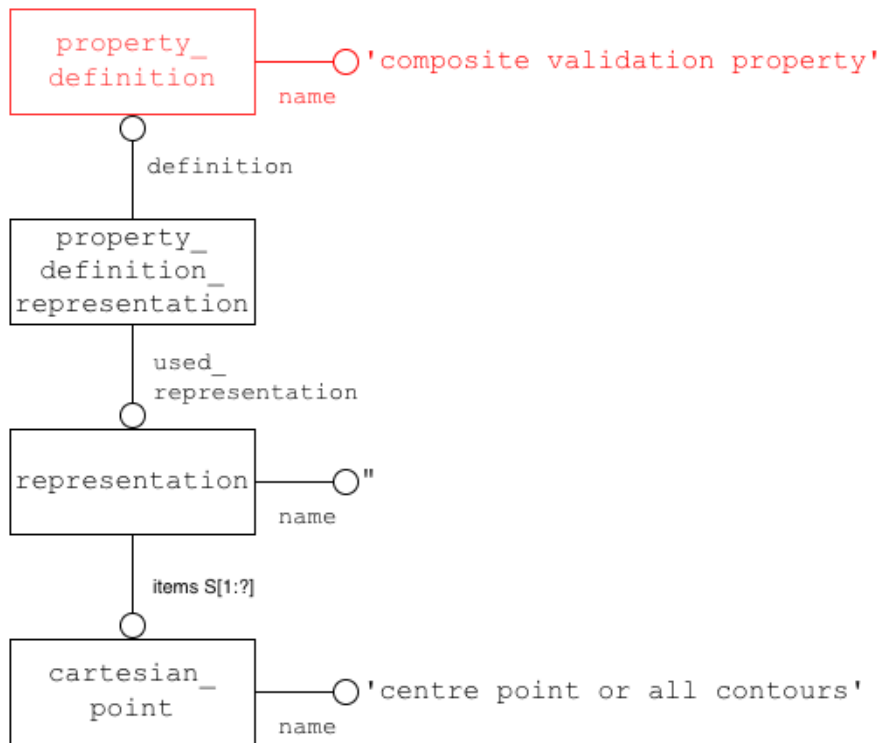 property_
definition
'composite validation property'
name
definition
property_
definition_
representation
used_
representation
representation
"
name
items S[1:?]
cartesian_
point
'centre point or all contours'
name